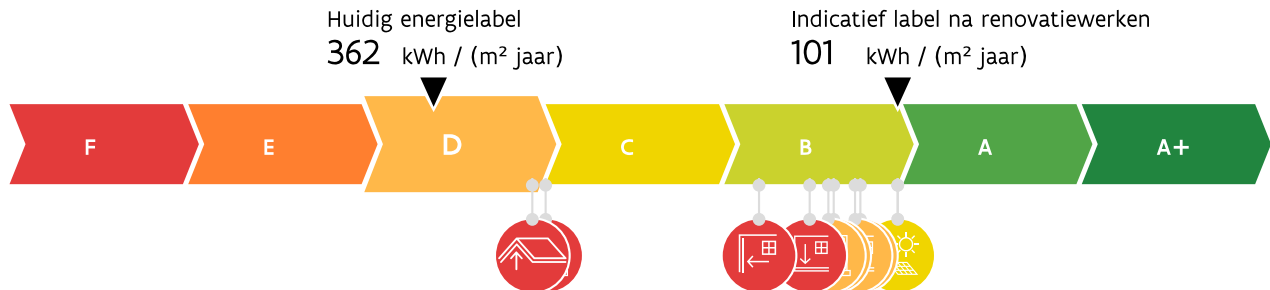 Huidig energielabel
362 kWh / (m² jaar)
Indicatief label na renovatiewerken
101 kWh / (m² jaar)
F E D C B A A+